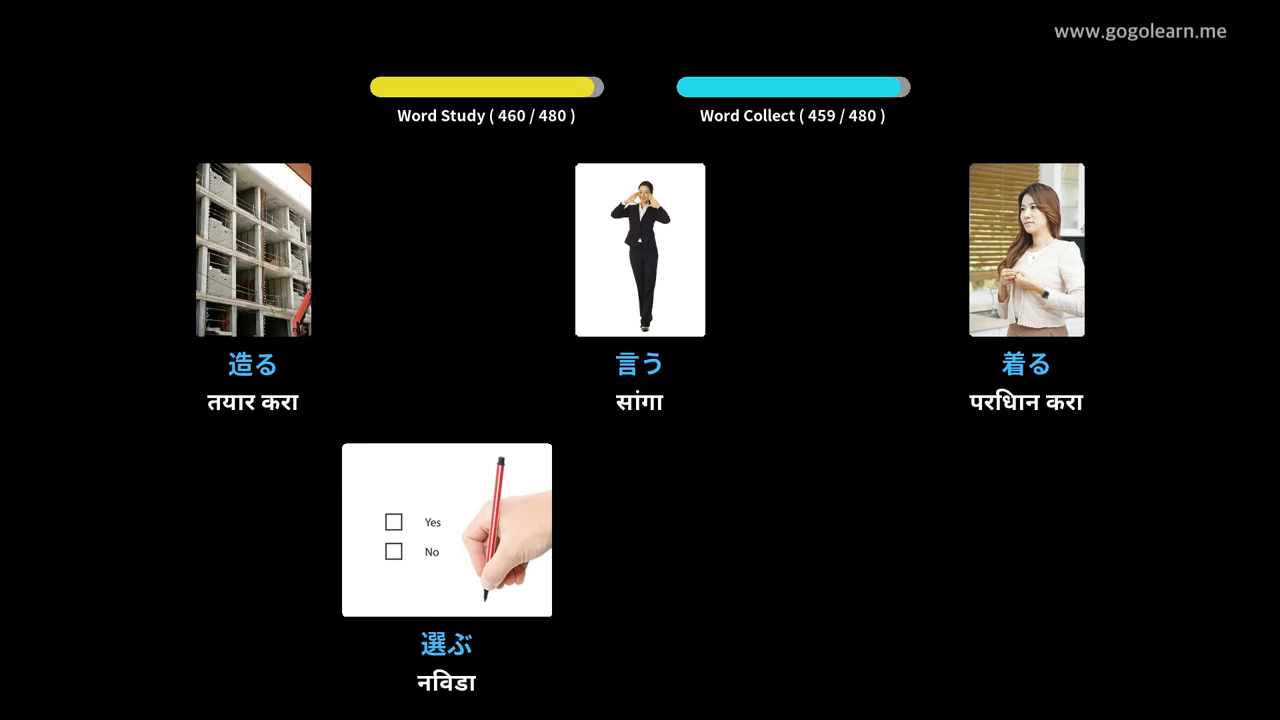 www.gogolearn.me
Word Study ( 460 / 480 )
Word Collect ( 459 / 480 )
造る
言う
着る
तयार करा
सांगा
परिधान करा
Yes
No
選ぶ
निवडा